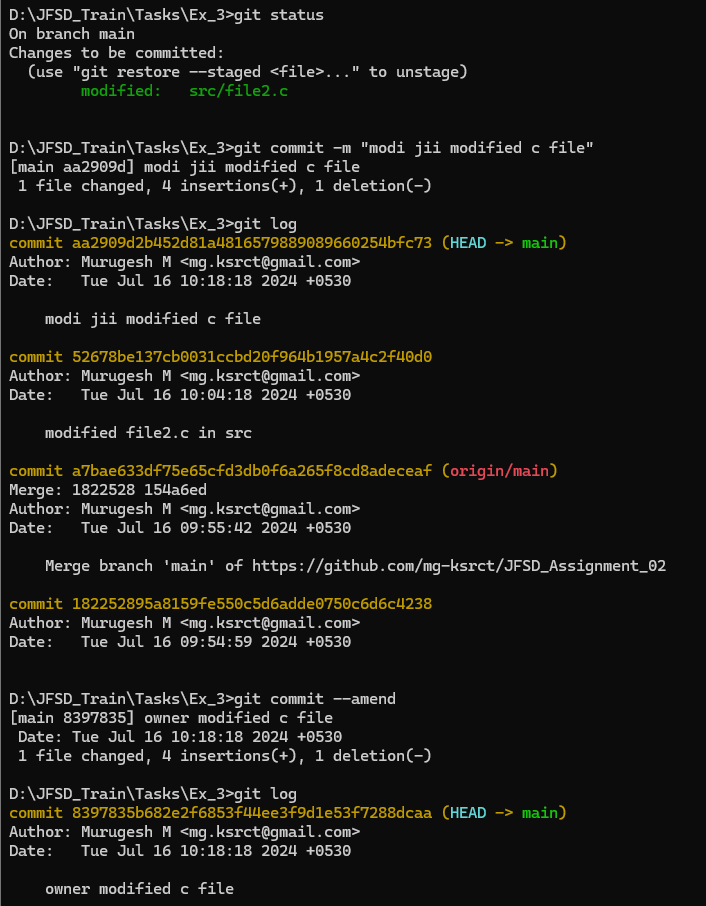 D:\JFSD_Train\Tasks\Ex_3>git status
On branch main
Changes to be committed:
  (use "git restore --staged <file>..." to unstage)
        modified:   src/file2.c
D:\JFSD_Train\Tasks\Ex_3>git commit -m "modi jii modified c file"
[main aa2909d] modi jii modified c file
 1 file changed, 4 insertions(+), 1 deletion(-)
D:\JFSD_Train\Tasks\Ex_3>git log
commit aa2909d2b452d81a4816579889089660254bfc73 (HEAD -> main)
Author: Murugesh M <mg.ksrct@gmail.com>
Date:   Tue Jul 16 10:18:18 2024 +0530
    modi jii modified c file
commit 52678be137cb0031ccbd20f964b1957a4c2f40d0
Author: Murugesh M <mg.ksrct@gmail.com>
Date:   Tue Jul 16 10:04:18 2024 +0530
    modified file2.c in src
commit a7bae633df75e65cfd3db0f6a265f8cd8adeceaf (origin/main)
Merge: 1822528 154a6ed
Author: Murugesh M <mg.ksrct@gmail.com>
Date:   Tue Jul 16 09:55:42 2024 +0530
    Merge branch 'main' of https://github.com/mg-ksrct/JFSD_Assignment_02
commit 182252895a8159fe550c5d6adde0750c6d6c4238
Author: Murugesh M <mg.ksrct@gmail.com>
Date:   Tue Jul 16 09:54:59 2024 +0530
D:\JFSD_Train\Tasks\Ex_3>git commit --amend
[main 8397835] owner modified c file
 Date: Tue Jul 16 10:18:18 2024 +0530
 1 file changed, 4 insertions(+), 1 deletion(-)
D:\JFSD_Train\Tasks\Ex_3>git log
commit 8397835b682e2f6853f44ee3f9d1e53f7288dcaa (HEAD -> main)
Author: Murugesh M <mg.ksrct@gmail.com>
Date:   Tue Jul 16 10:18:18 2024 +0530
    owner modified c file